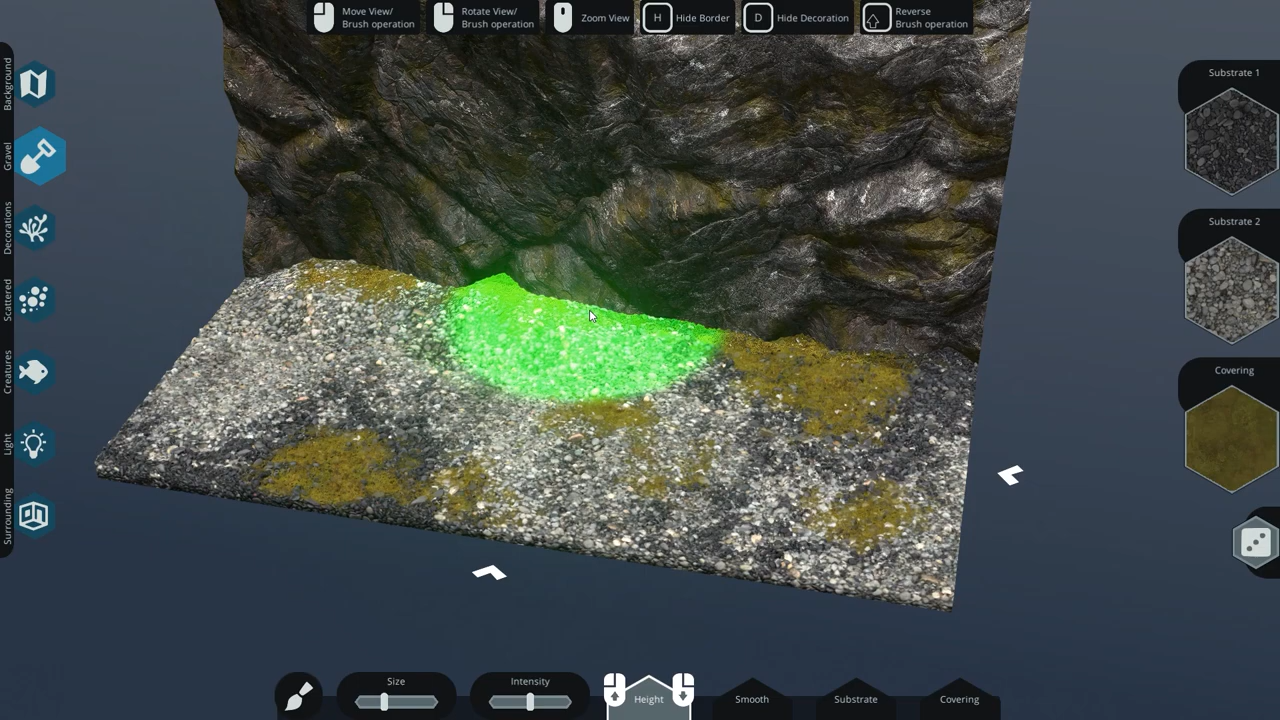 Move View/
Brush operation
Rotate View/
Brush operation
Zoom View
H
Hide Border
D
Hide Decoration
Reverse
Brush operation
Background
Gravel
Decorations
Scattered
Creatures
Light
Surrounding
Substrate 1
Substrate 2
Covering
Size
Intensity
Height
Smooth
Substrate
Covering